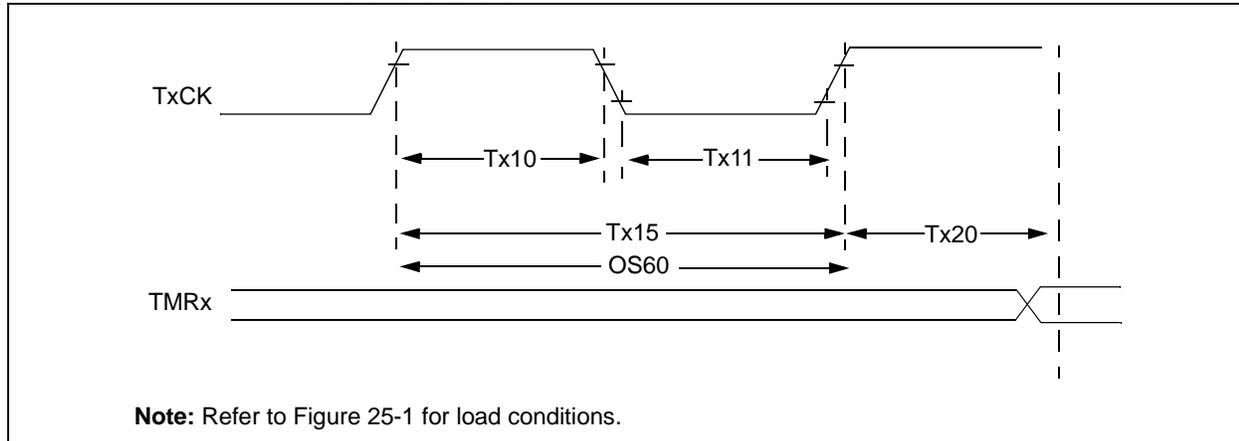 TxCK
Tx10
Tx11
Tx15
Tx20
OS60
TMRx
Note: Refer to Figure 25-1 for load conditions.